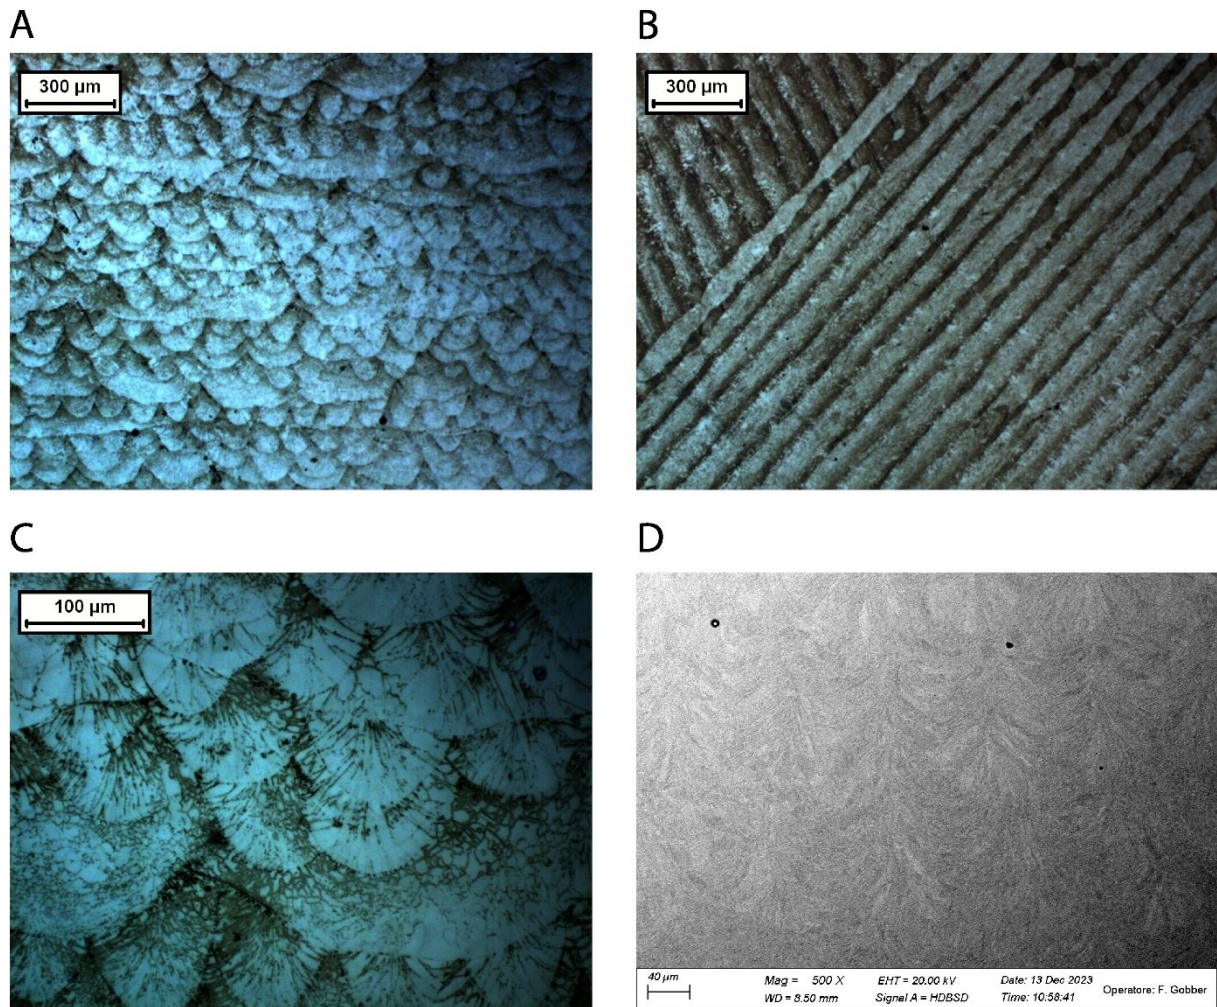 A
B
300 µm
300 µm
C
D
100 µm
40 µm
Mag = 500 X
EHT = 20.00 kV
Date: 13 Dec 2023
Operatore: F. Gobber
WD = 8.50 mm
Signal A = HDBSD
Time: 10:58:41